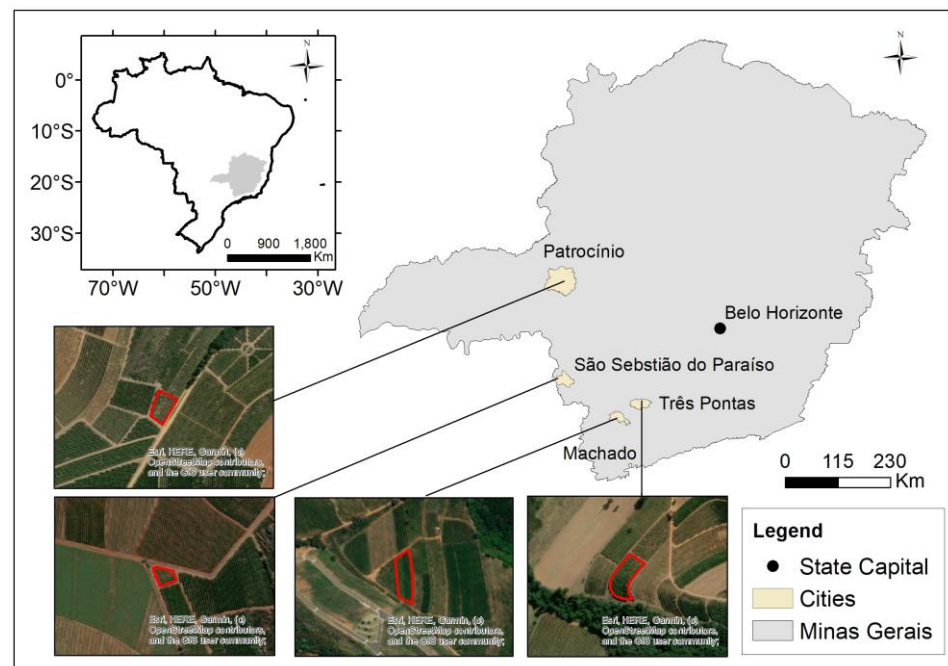 N
0°
10°S
20°S
30°S
0 900 1,800
Km
70°W 50°W 30°W
N
Patrocínio
Belo Horizonte
São Sebstião do Paraíso
Três Pontas
Machado
0 115 230
Km
Esri, HERE, Garmin, (c)
OpenStreetMap contributors,
and the GIS user community;
Esri, HERE, Garmin, (c)
OpenStreetMap contributors,
and the GIS user community;
Esri, HERE, Garmin, (c)
OpenStreetMap contributors,
and the GIS user community;
Esri, HERE, Garmin, (c)
OpenStreetMap contributors,
and the GIS user community;
Legend
State Capital
Cities
Minas Gerais